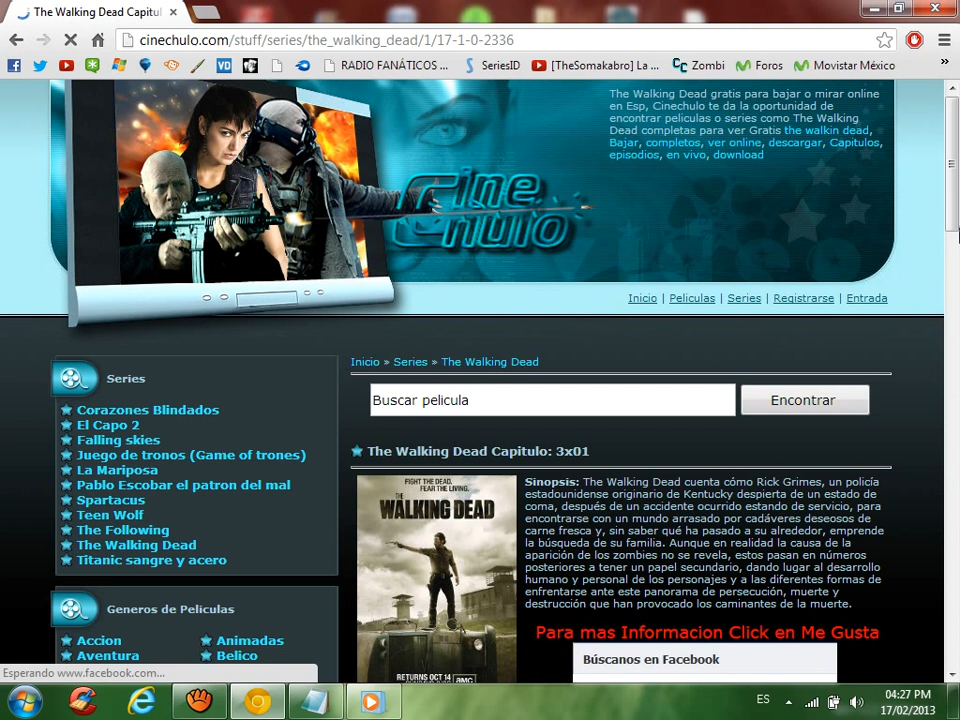 The Walking Dead Capitul
cinechulo.com/stuff/series/the_walking_dead/1/17-1-0-2336
VD
RADIO FANÁTICOS ...
SeriesID
[TheSomakabro] La ...
Zombi
Foros
Movistar México
»
The Walking Dead gratis para bajar o mirar online
en Esp, Cinechulo te da la oportunidad de
encontrar peliculas o series como The Walking
Dead completas para ver Gratis the walkin dead,
Bajar, completos, ver online, descargar, Capitulos,
episodios, en vivo, download
Cine
Chulo
Inicio | Peliculas | Series | Registrarse | Entrada
Inicio » Series » The Walking Dead
Buscar pelicula
Encontrar
Series
Corazones Blindados
El Capo 2
Falling skies
Juego de tronos (Game of trones)
La Mariposa
Pablo Escobar el patron del mal
Spartacus
Teen Wolf
The Following
The Walking Dead
Titanic sangre y acero
Generos de Peliculas
Accion
Animadas
Aventura
Belico
The Walking Dead Capitulo: 3x01
FIGHT THE DEAD.
FEAR THE LIVING.
THE
WALKING DEAD
RETURNS OCT 14
amc
Sinopsis: The Walking Dead cuenta cómo Rick Grimes, un policía
estadounidense originario de Kentucky despierta de un estado de
coma, después de un accidente ocurrido estando de servicio, para
encontrarse con un mundo arrasado por cadáveres deseosos de
carne fresca y, sin saber qué ha pasado a su alrededor, emprende
la búsqueda de su familia. Aunque en realidad la causa de la
aparición de los zombies no se revela, estos pasan en números
posteriores a tener un papel secundario, dando lugar al desarrollo
humano y personal de los personajes y a las diferentes formas de
enfrentarse ante este panorama de persecución, muerte y
destrucción que han provocado los caminantes de la muerte.
Para mas Informacion Click en Me Gusta
Búscanos en Facebook
Esperando www.facebook.com...
ES
04:27 PM
17/02/2013